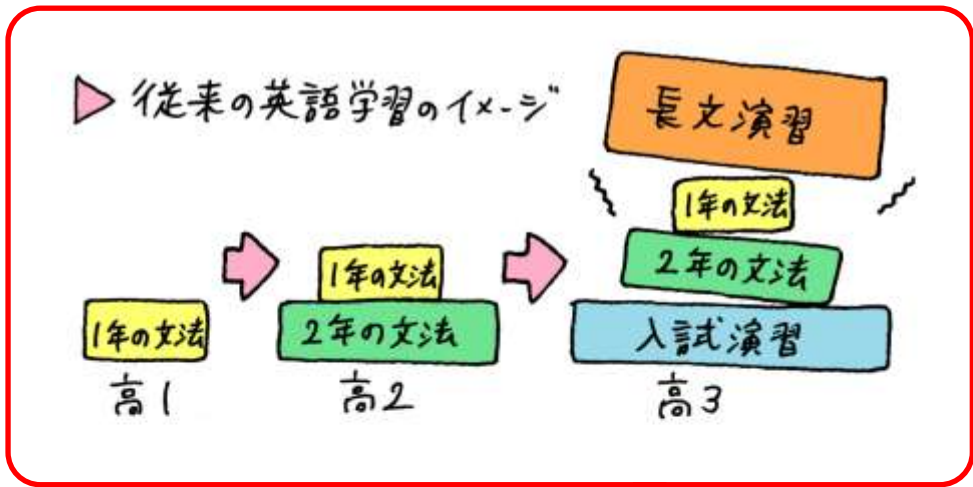 従来の英語学習のイメージ
1年の文法
高1
1年の文法
2年の文法
高2
長文演習
1年の文法
2年の文法
入試演習
高3